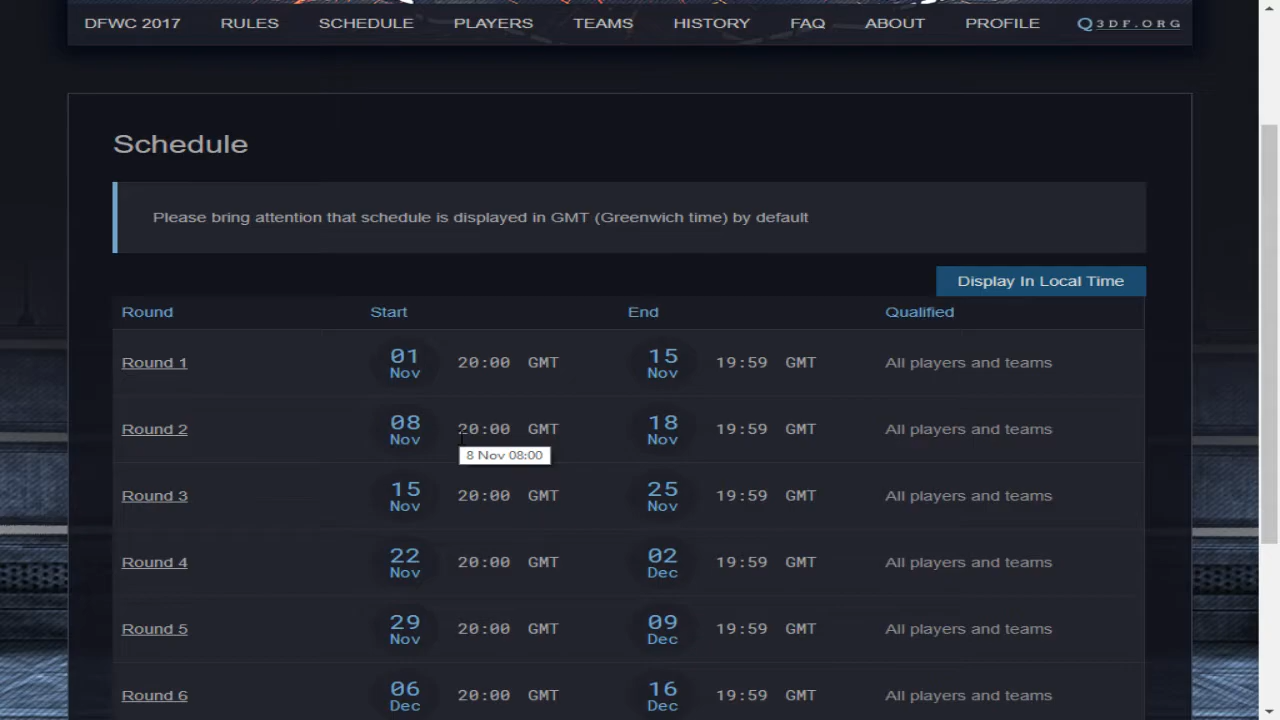 DFWC 2017 RULES SCHEDULE PLAYERS TEAMS HISTORY FAQ ABOUT PROFILE Q3DF.ORG
Schedule
Please bring attention that schedule is displayed in GMT (Greenwich time) by default
Display In Local Time
Round Start End Qualified
Round 1 01 Nov 20:00 GMT 15 Nov 19:59 GMT All players and teams
Round 2 08 Nov 20:00 GMT 18 Nov 19:59 GMT All players and teams
8 Nov 08:00
Round 3 15 Nov 20:00 GMT 25 Nov 19:59 GMT All players and teams
Round 4 22 Nov 20:00 GMT 02 Dec 19:59 GMT All players and teams
Round 5 29 Nov 20:00 GMT 09 Dec 19:59 GMT All players and teams
Round 6 06 Dec 20:00 GMT 16 Dec 19:59 GMT All players and teams